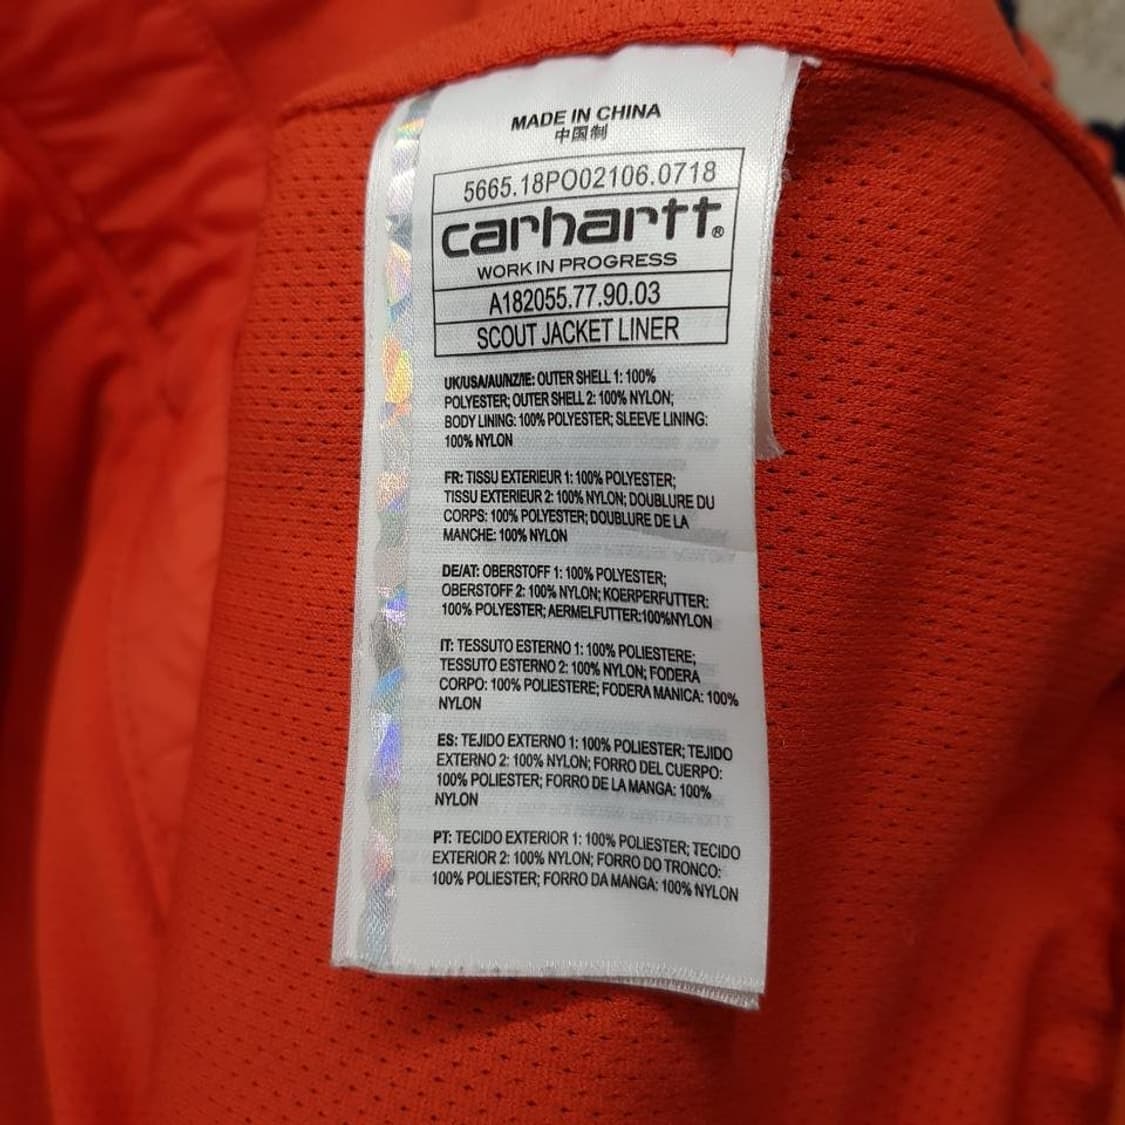 MADE IN CHINA
中国制
5665.18PO02106.0718
carhartt®
WORK IN PROGRESS
A182055.77.90.03
SCOUT JACKET LINER
UK/USA/AU/NZ/IE: OUTER SHELL 1: 100%
POLYESTER; OUTER SHELL 2: 100% NYLON;
BODY LINING: 100% POLYESTER; SLEEVE LINING:
100% NYLON
FR: TISSU EXTERIEUR 1: 100% POLYESTER;
TISSU EXTERIEUR 2: 100% NYLON; DOUBLURE DU
CORPS: 100% POLYESTER; DOUBLURE DE LA
MANCHE: 100% NYLON
DE/AT: OBERSTOFF 1: 100% POLYESTER;
OBERSTOFF 2: 100% NYLON; KOERPERFUTTER:
100% POLYESTER; AERMELFUTTER:100%NYLON
IT: TESSUTO ESTERNO 1: 100% POLIESTERE;
TESSUTO ESTERNO 2: 100% NYLON; FODERA
CORPO: 100% POLIESTERE; FODERA MANICA: 100%
NYLON
ES: TEJIDO EXTERNO 1: 100% POLIESTER; TEJIDO
EXTERNO 2: 100% NYLON; FORRO DEL CUERPO:
100% POLIESTER; FORRO DE LA MANGA: 100%
NYLON
PT: TECIDO EXTERIOR 1: 100% POLIESTER; TECIDO
EXTERIOR 2: 100% NYLON; FORRO DO TRONCO:
100% POLIESTER; FORRO DA MANGA: 100% NYLON